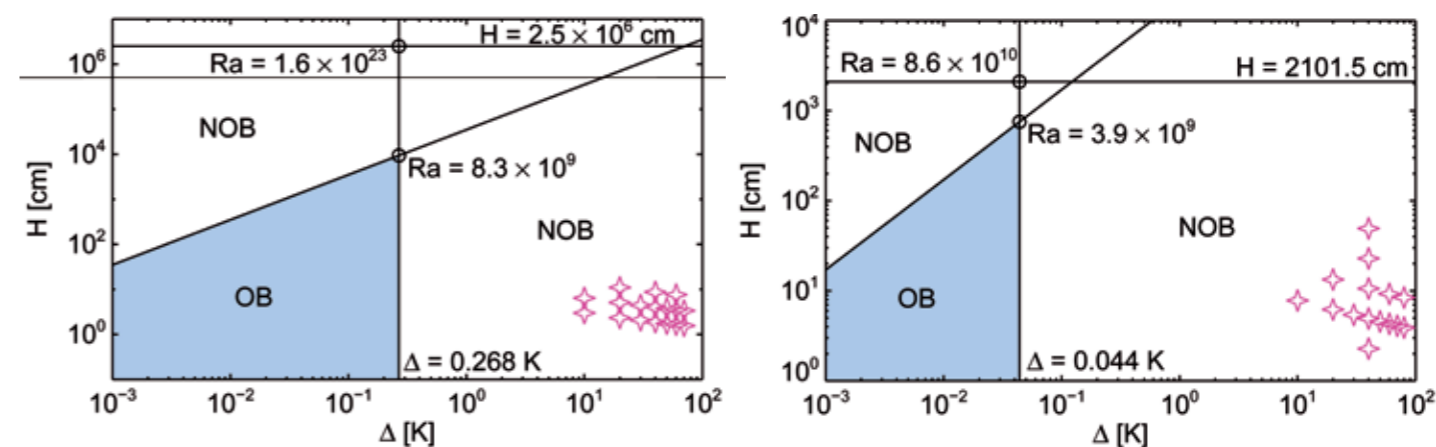 H = 2.5 × 10⁶ cm
10⁶
Ra = 1.6 × 10²³
NOB
10⁴
Ra = 8.3 × 10⁹
H [cm]
10²
NOB
OB
10⁰
Δ = 0.268 K
10⁻³ 10⁻² 10⁻¹ 10⁰ 10¹ 10²
Δ [K]
10⁴
Ra = 8.6 × 10¹⁰
H = 2101.5 cm
10³
NOB
Ra = 3.9 × 10⁹
H [cm]
10²
NOB
10¹
OB
Δ = 0.044 K
10⁰
10⁻³ 10⁻² 10⁻¹ 10⁰ 10¹ 10²
Δ [K]